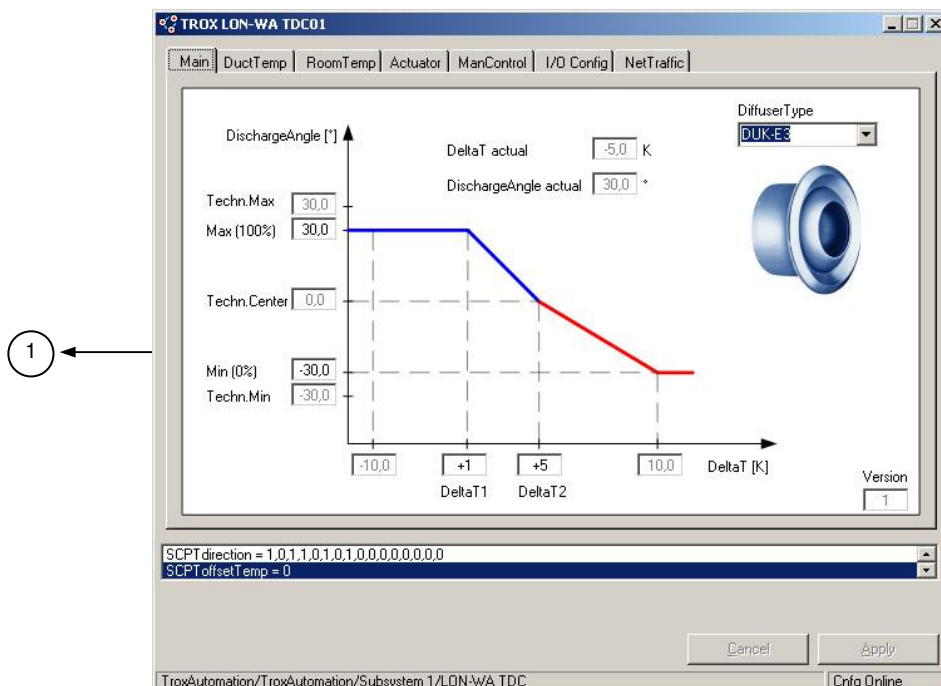 TROX LON-WA TDC01
Main DuctTemp RoomTemp Actuator ManControl I/O Config NetTraffic
DiffuserType
DUK-E3
DischargeAngle [°]
DeltaT actual -5,0 K
DischargeAngle actual 30,0 °
Techn.Max 30,0
Max (100%) 30,0
Techn.Center 0,0
1
Min (0%) -30,0
Techn.Min -30,0
-10,0 +1 +5 10,0 DeltaT [K]
DeltaT1 DeltaT2
Version
1
SCPTdirection = 1,0,1,1,0,1,0,1,0,0,0,0,0,0,0,0
SCPToffsetTemp = 0
Cancel Apply
TroxAutomation/TroxAutomation/Subsystem 1/LON-WA TDC Cnfg Online